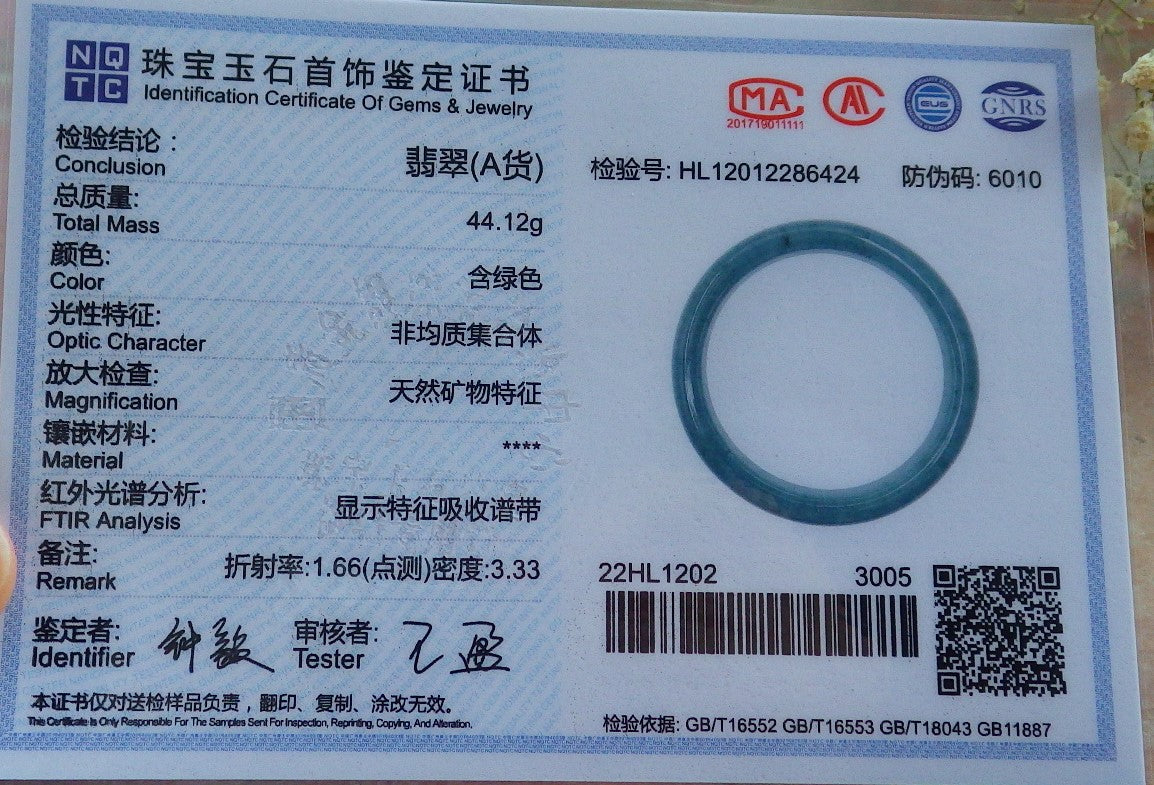 NQTC
珠宝玉石首饰鉴定证书
Identification Certificate Of Gems & Jewelry
检验结论：
Conclusion
翡翠(A货)
总质量:
Total Mass
44.12g
颜色:
Color
含绿色
光性特征:
Optic Character
非均质集合体
放大检查:
Magnification
天然矿物特征
镶嵌材料:
Material
****
红外光谱分析:
FTIR Analysis
显示特征吸收谱带
备注:
Remark
折射率:1.66(点测)密度:3.33
鉴定者:
Identifier
审核者:
Tester
本证书仅对送检样品负责，翻印、复制、涂改无效。
This Certificate Is Only Responsible For The Samples Sent For Inspection, Reprinting, Copying, And Alteration.
MA
201719011111
GNRS
检验号: HL12012286424
防伪码: 6010
22HL1202
3005
检验依据: GB/T16552 GB/T16553 GB/T18043 GB11887